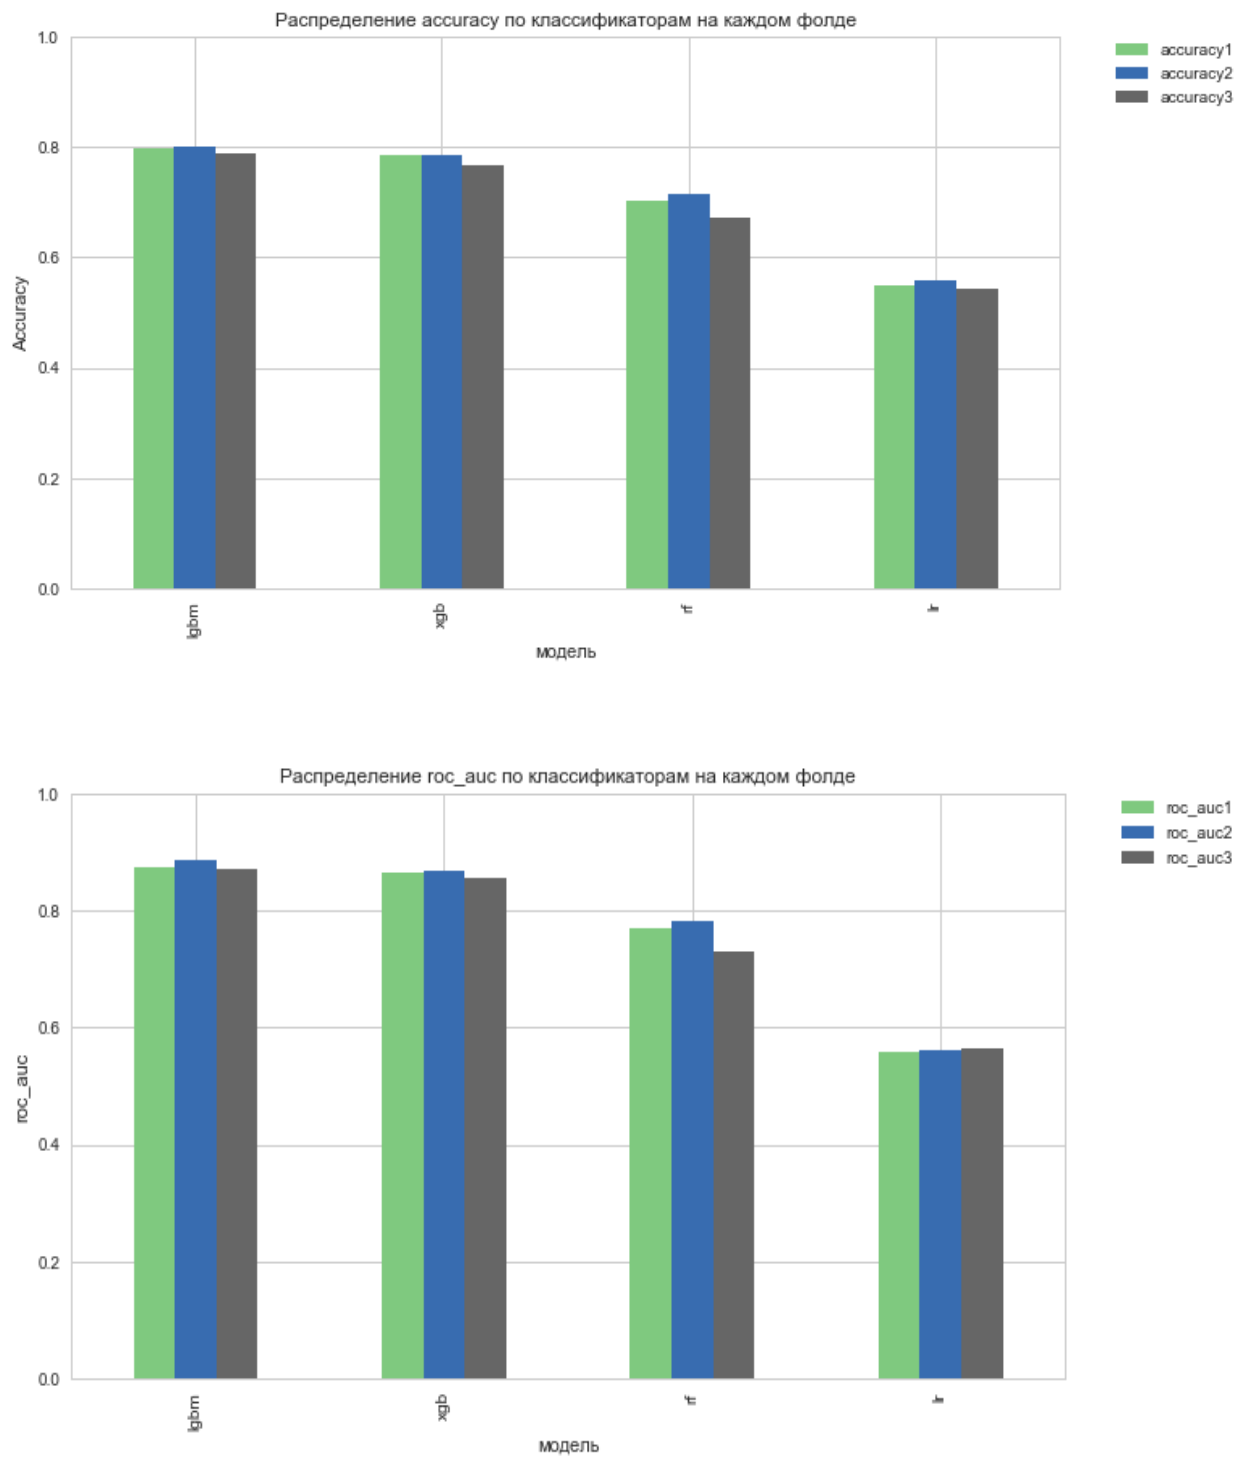 Распределение accuracy по классификаторам на каждом фолде
accuracy1
accuracy2
accuracy3
1.0
0.8
0.6
0.4
0.2
0.0
Accuracy
lgbm
xgb
rf
lr
модель
Распределение roc_auc по классификаторам на каждом фолде
roc_auc1
roc_auc2
roc_auc3
1.0
0.8
0.6
0.4
0.2
0.0
roc_auc
lgbm
xgb
rf
lr
модель